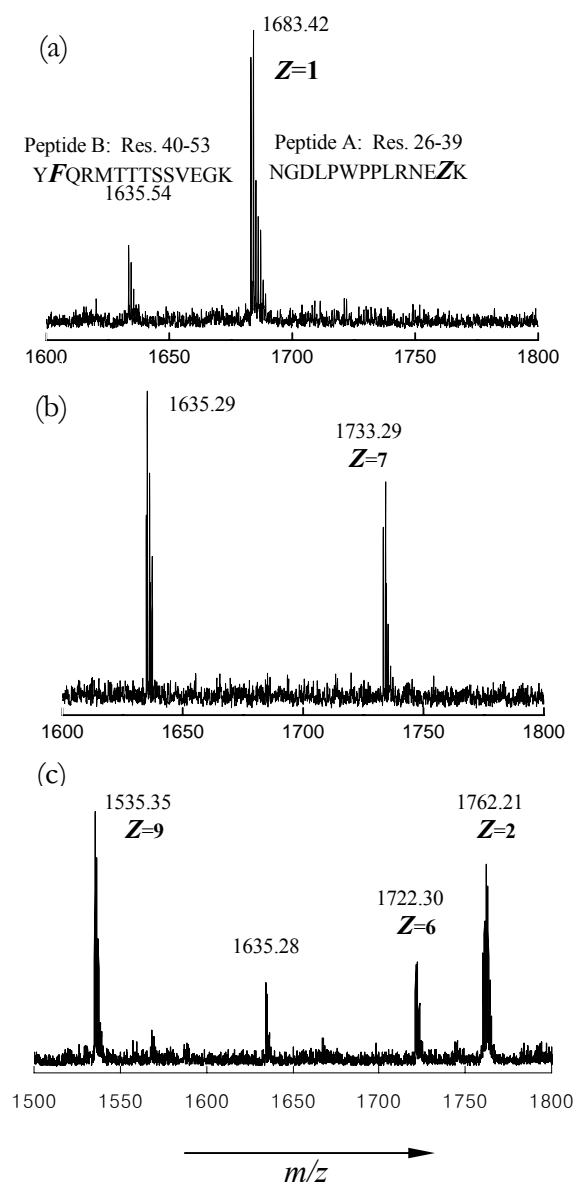 (a)
1683.42
Z=1
Peptide B: Res. 40-53
YFQRMTTTSSVEGK
1635.54
Peptide A: Res. 26-39
NGDLPWPPLRNEZK
1600 1650 1700 1750 1800
(b)
1635.29
1733.29
Z=7
1600 1650 1700 1750 1800
(c)
1535.35
Z=9
1762.21
Z=2
1722.30
Z=6
1635.28
1500 1550 1600 1650 1700 1750 1800
m/z